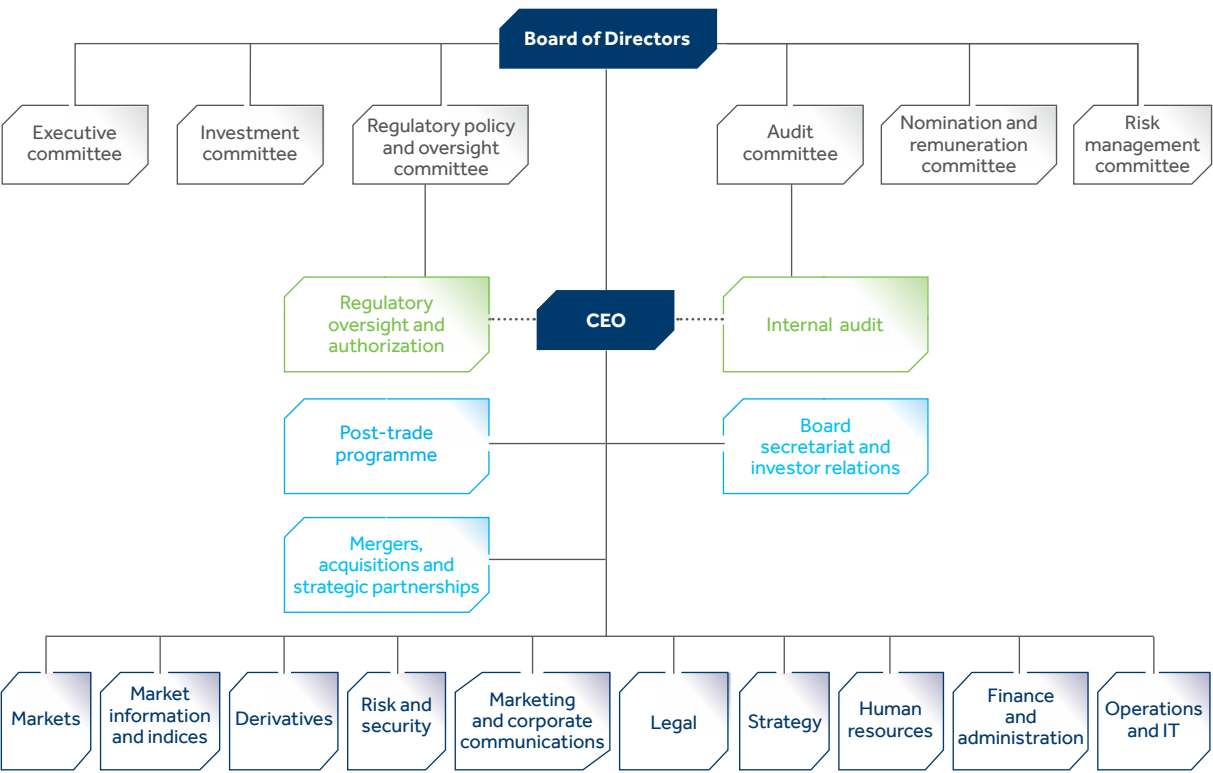 Board of Directors
Executive
committee
Investment
committee
Regulatory policy
and oversight
committee
Audit
committee
Nomination and
remuneration
committee
Risk
management
committee
Regulatory
oversight and
authorization
CEO
Internal audit
Post-trade
programme
Board
secretariat and
investor relations
Mergers,
acquisitions and
strategic partnerships
Markets
Market
information
and indices
Derivatives
Risk and
security
Marketing
and corporate
communications
Legal
Strategy
Human
resources
Finance
and
administration
Operations
and IT